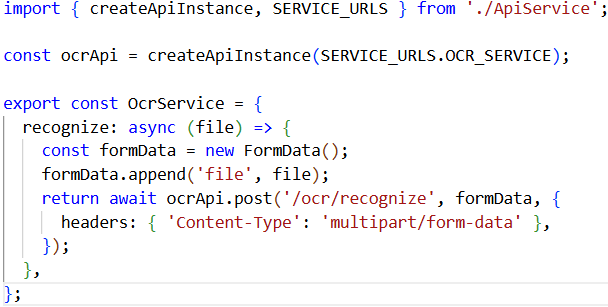 import { createApiInstance, SERVICE_URLS } from './ApiService';
const ocrApi = createApiInstance(SERVICE_URLS.OCR_SERVICE);
export const OcrService = {
  recognize: async (file) => {
    const formData = new FormData();
    formData.append('file', file);
    return await ocrApi.post('/ocr/recognize', formData, {
      headers: { 'Content-Type': 'multipart/form-data' },
    });
  },
};